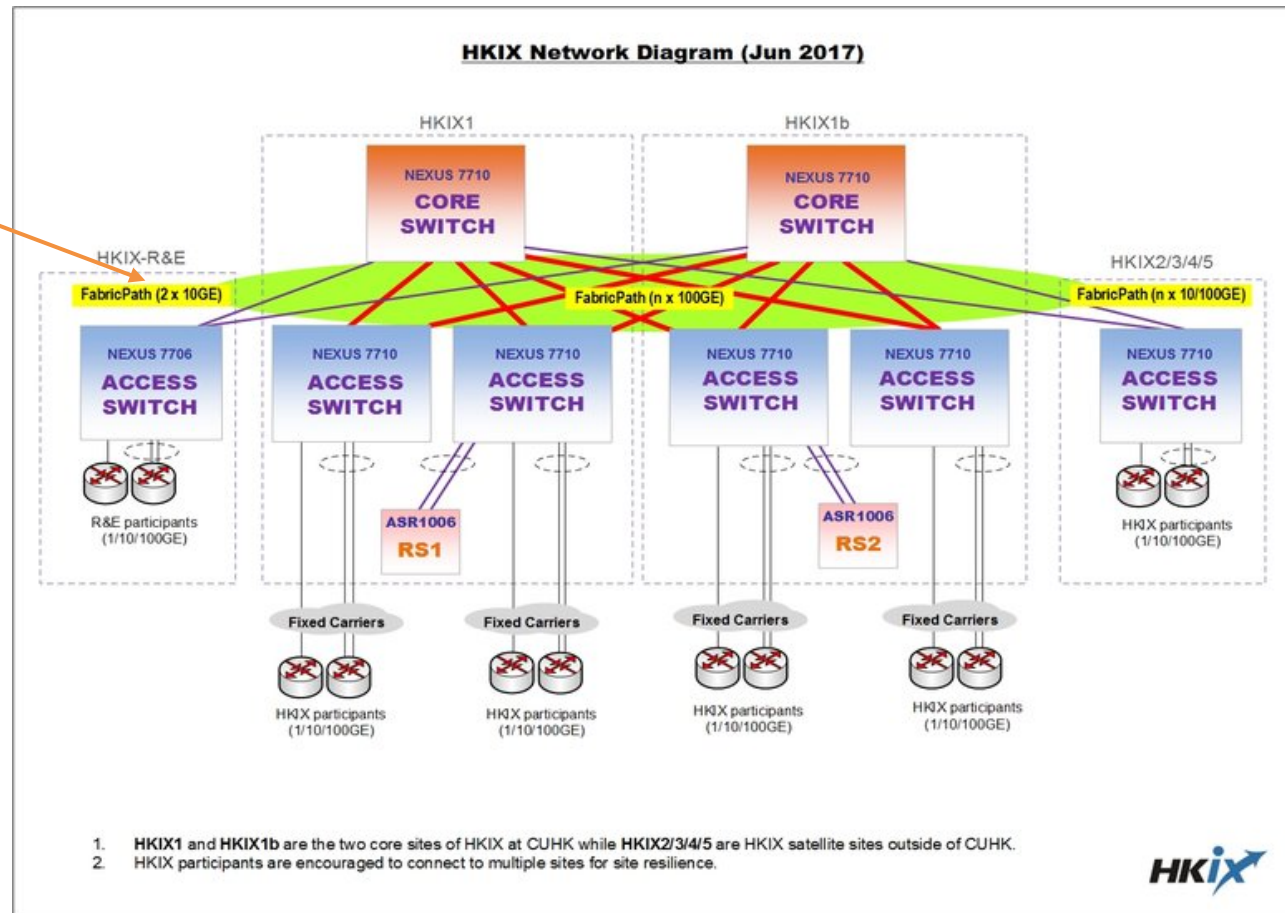 HKIX Network Diagram (Jun 2017)
HKIX1
HKIX1b
NEXUS 7710
CORE
SWITCH
NEXUS 7710
CORE
SWITCH
HKIX-R&E
HKIX2/3/4/5
FabricPath (2 x 10GE)
FabricPath (n x 100GE)
FabricPath (n x 10/100GE)
NEXUS 7706
ACCESS
SWITCH
NEXUS 7710
ACCESS
SWITCH
NEXUS 7710
ACCESS
SWITCH
NEXUS 7710
ACCESS
SWITCH
NEXUS 7710
ACCESS
SWITCH
NEXUS 7710
ACCESS
SWITCH
R&E participants
(1/10/100GE)
ASR1006
RS1
ASR1006
RS2
HKIX participants
(1/10/100GE)
Fixed Carriers
Fixed Carriers
Fixed Carriers
Fixed Carriers
HKIX participants
(1/10/100GE)
HKIX participants
(1/10/100GE)
HKIX participants
(1/10/100GE)
HKIX participants
(1/10/100GE)
1. HKIX1 and HKIX1b are the two core sites of HKIX at CUHK while HKIX2/3/4/5 are HKIX satellite sites outside of CUHK.
2. HKIX participants are encouraged to connect to multiple sites for site resilience.
HKiX